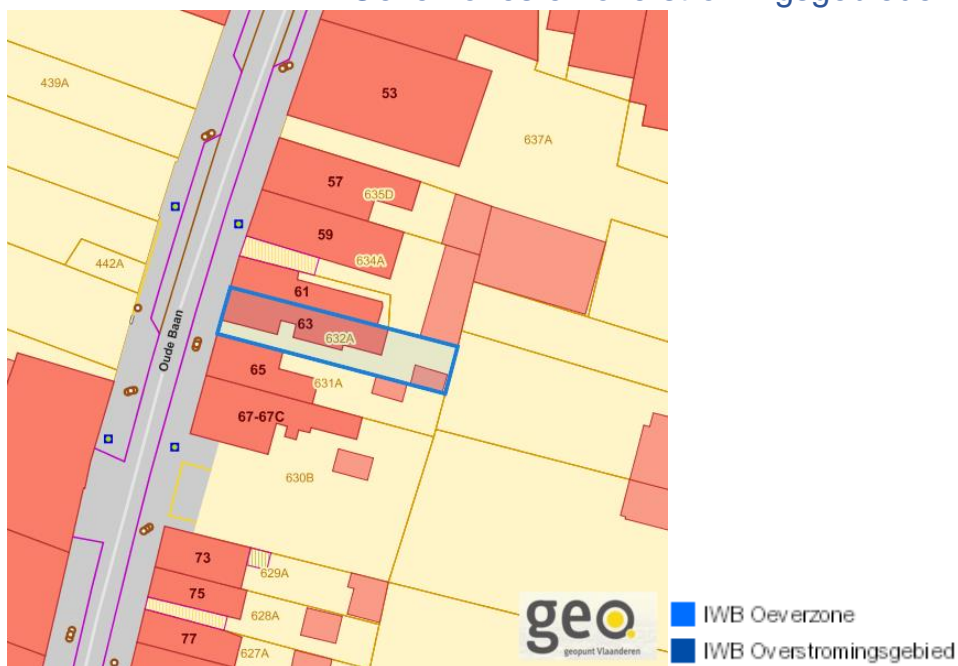 439A
53
637A
57
635D
59
634A
442A
61
63
632A
Oude Baan
65
631A
67-67C
630B
73
629A
75
628A
77
627A
geo.
geopunt Vlaanderen
IWB Oeverzone
IWB Overstromingsgebied